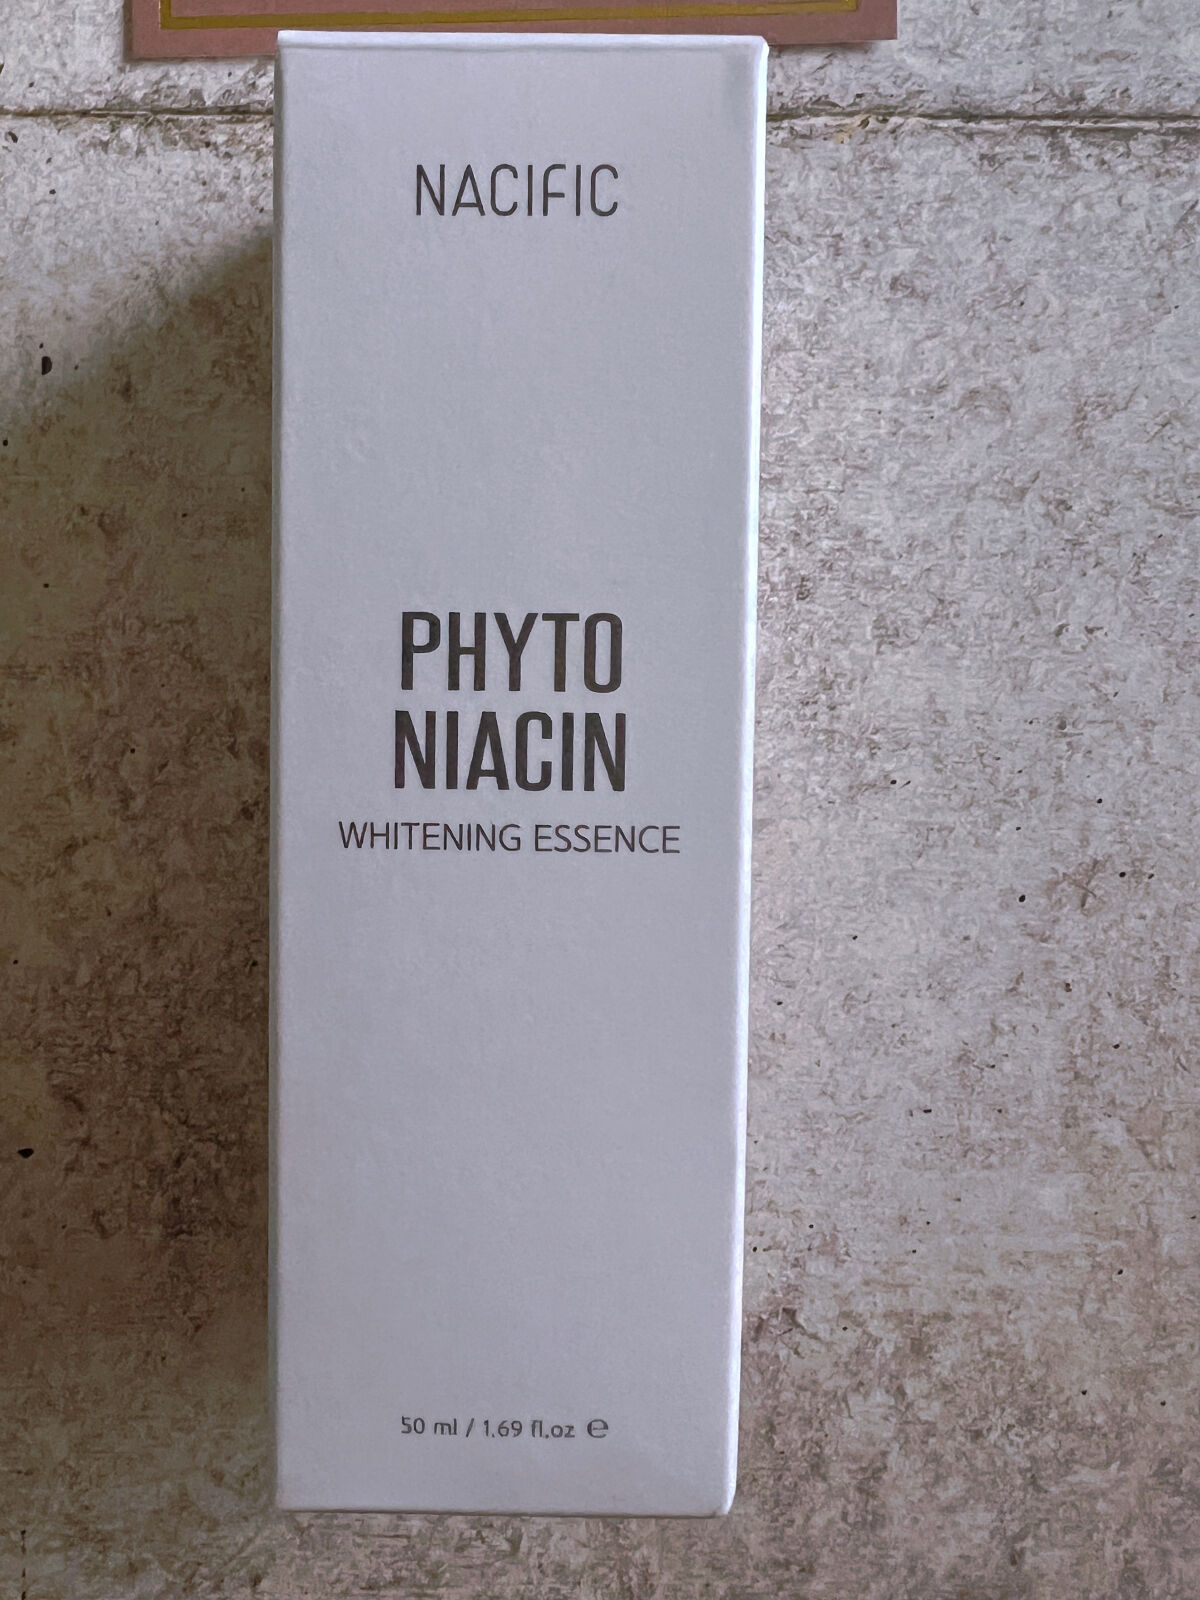 NACIFIC
PHYTO
NIACIN
WHITENING ESSENCE
50 ml / 1.69 fl.oz ℮